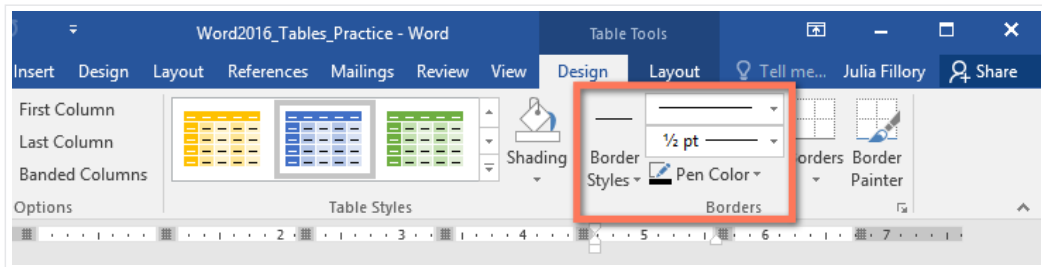 Word2016_Tables_Practice - Word Table Tools
Insert Design Layout References Mailings Review View Design Layout Tell me... Julia Fillory Share
First Column
Last Column
Banded Columns
Shading
Border
Styles
½ pt
Pen Color
Borders
Border
Painter
Options Table Styles Borders
2 3 4 5 6 7